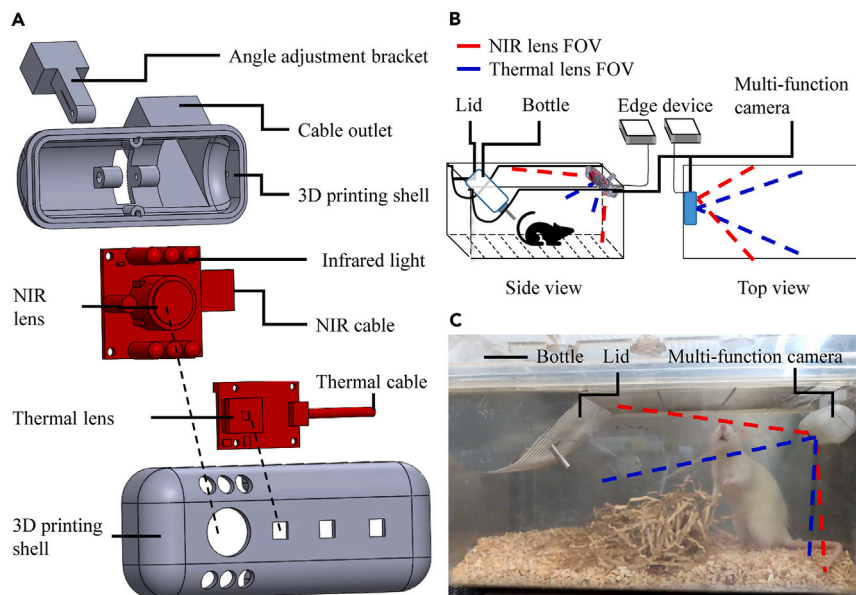 A
Angle adjustment bracket
Cable outlet
3D printing shell
Infrared light
NIR
lens
NIR cable
Thermal cable
Thermal lens
3D printing
shell
B
NIR lens FOV
Thermal lens FOV
Multi-function
camera
Lid
Bottle
Edge device
Side view
Top view
C
Bottle
Lid
Multi-function camera